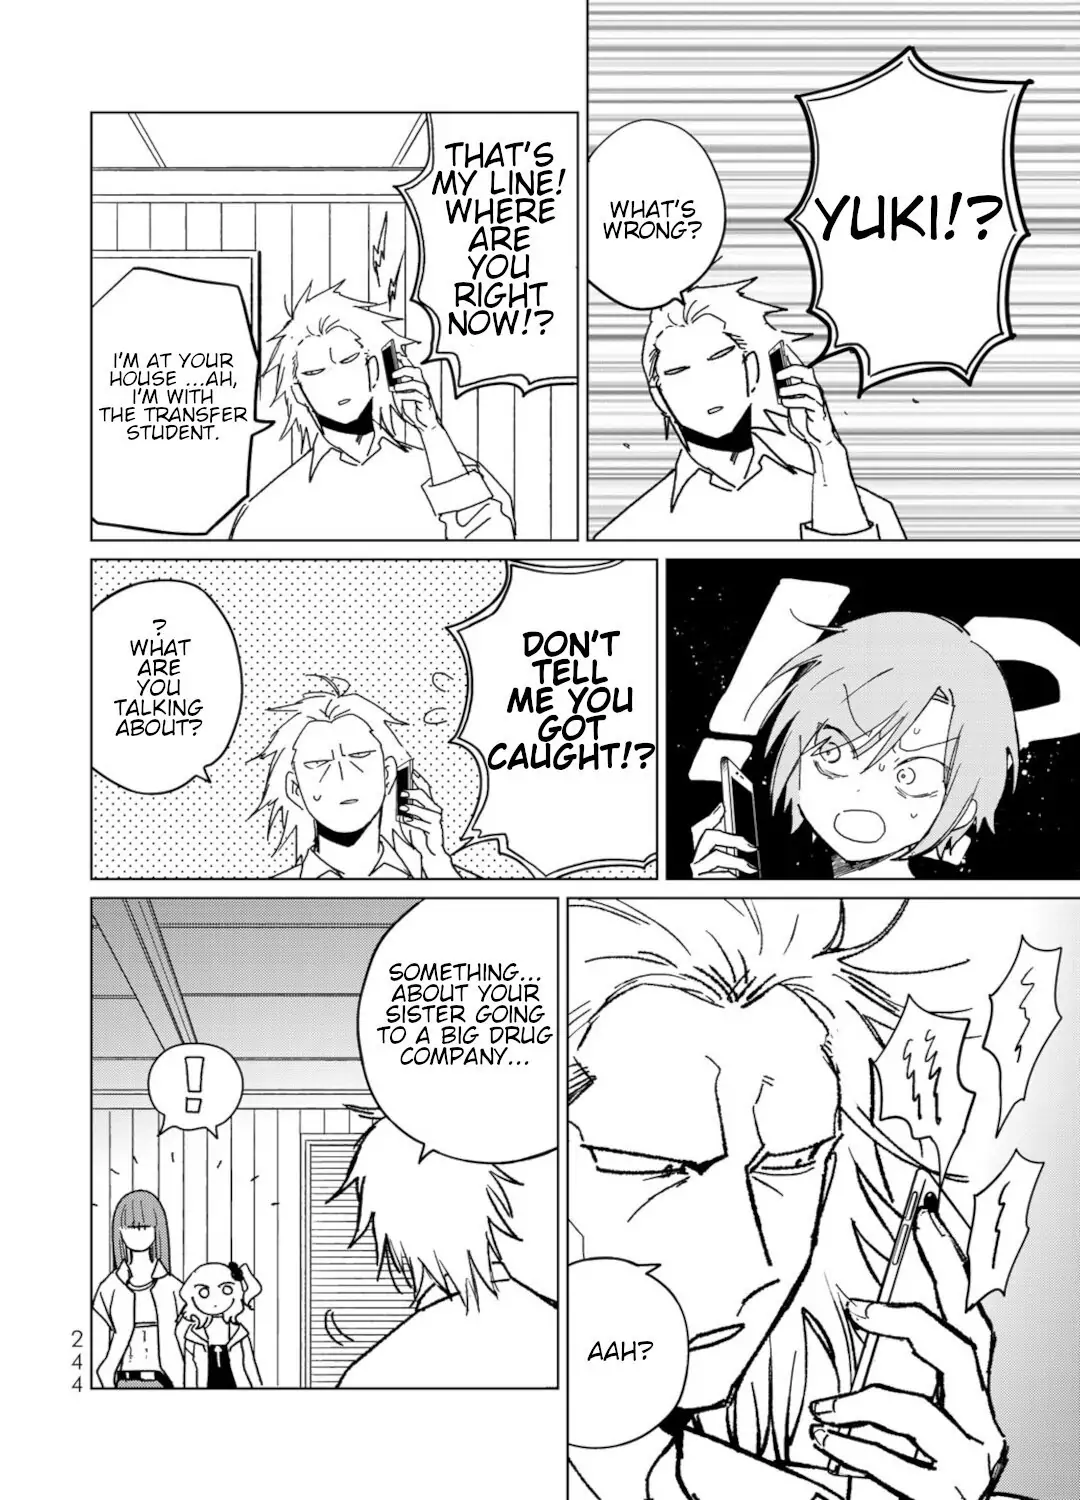 YUKI!?
WHAT'S
WRONG?
THAT'S
MY LINE!
WHERE
ARE
YOU
RIGHT
NOW!?
I'M AT YOUR
HOUSE ...AH,
I'M WITH
THE TRANSFER
STUDENT.
DON'T
TELL
ME YOU
GOT
CAUGHT!?
?
WHAT
ARE
YOU
TALKING
ABOUT?
AAH?
SOMETHING...
ABOUT YOUR
SISTER GOING
TO A BIG DRUG
COMPANY...
!
244